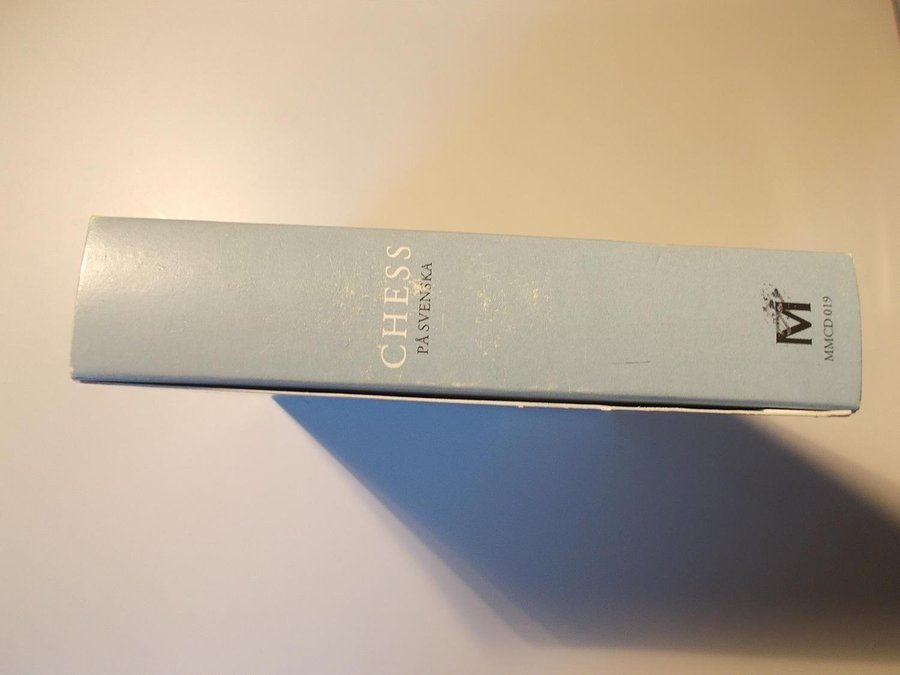 CHESS
PÅ SVENSKA
M
MMCD 019